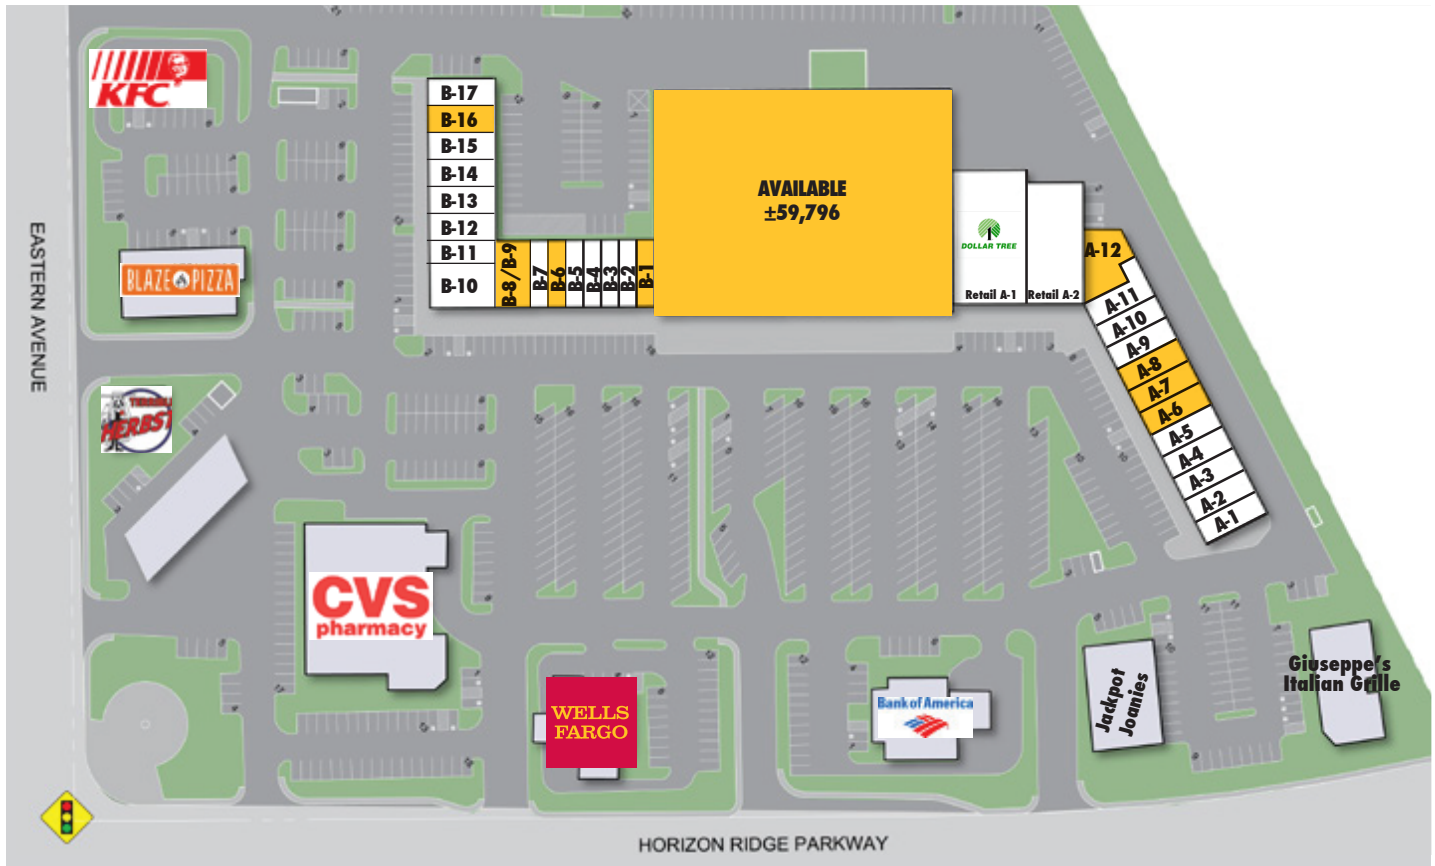 KFC
B-17
B-16
B-15
B-14
B-13
B-12
B-11
B-10
B-8/B-9
B-7
B-6
B-5
B-4
B-3
B-2
B-1
AVAILABLE
±59,796
DOLLAR TREE
Retail A-1
Retail A-2
A-12
A-11
A-10
A-9
A-8
A-7
A-6
A-5
A-4
A-3
A-2
A-1
BLAZE PIZZA
EASTERN AVENUE
HERBST
CVS
pharmacy
WELLS
FARGO
Bank of America
Jackpot
Joanies
Giuseppe's
Italian Grille
HORIZON RIDGE PARKWAY